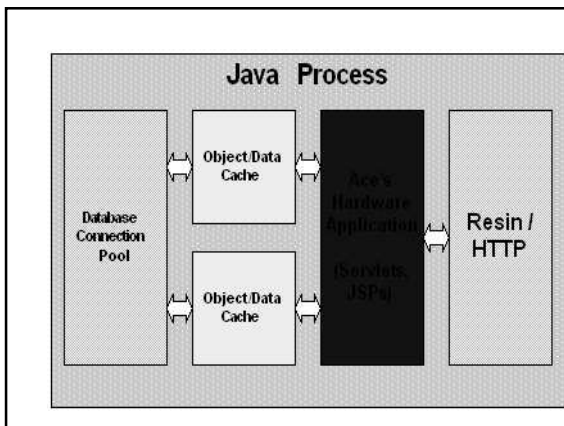 Java Process
Database
Connection
Pool
Object/Data
Cache
Object/Data
Cache
Ace's
Hardware
Application
(Servlets,
JSPs)
Resin /
HTTP